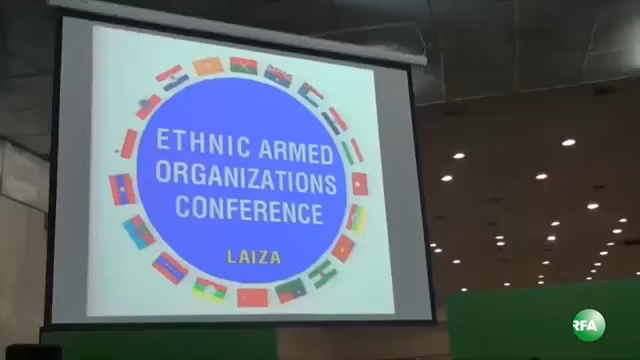 ETHNIC ARMED
ORGANIZATIONS
CONFERENCE
LAIZA
RFA